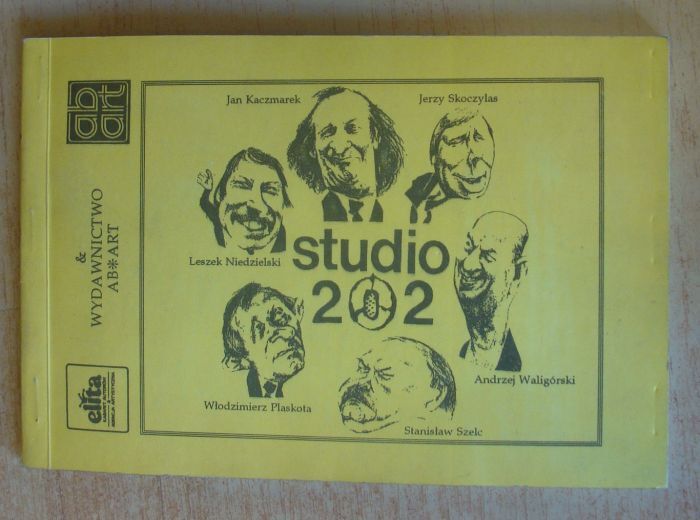 ab
art
&
WYDAWNICTWO
AB※ART
elita
Jan Kaczmarek
Jerzy Skoczylas
Leszek Niedzielski
studio
202
Andrzej Waligórski
Włodzimierz Plaskota
Stanisław Szelc